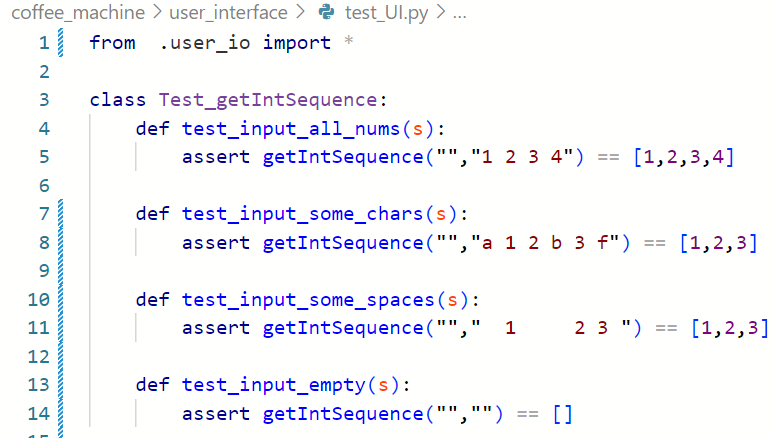 coffee_machine > user_interface > test_UI.py > ...
1 from  .user_io import *
2
3 class Test_getIntSequence:
4     def test_input_all_nums(s):
5         assert getIntSequence("","1 2 3 4") == [1,2,3,4]
6
7     def test_input_some_chars(s):
8         assert getIntSequence("","a 1 2 b 3 f") == [1,2,3]
9
10     def test_input_some_spaces(s):
11         assert getIntSequence("","  1     2 3 ") == [1,2,3]
12
13     def test_input_empty(s):
14         assert getIntSequence("","") == []